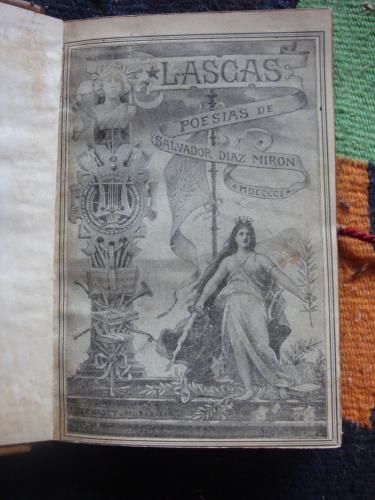 LASCAS
POESIAS DE
SALVADOR DIAZ MIRON
MDCCCCI